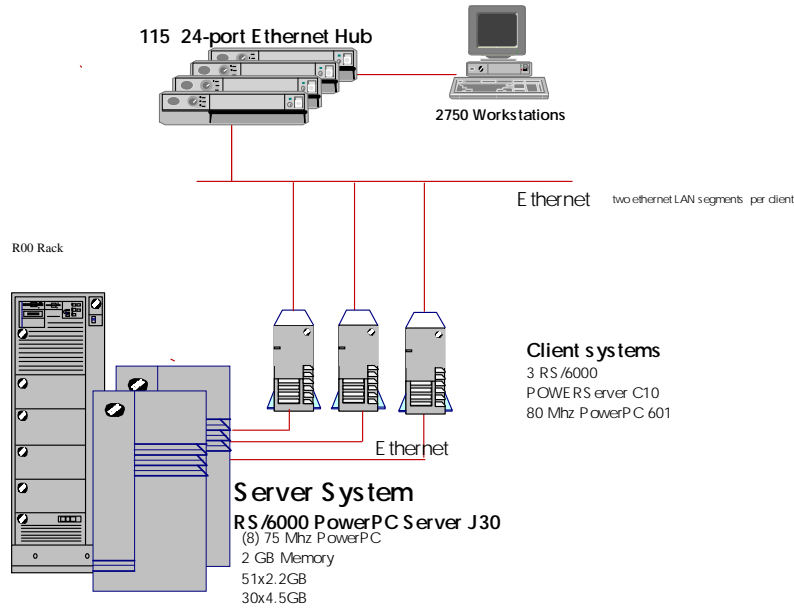 115 24-port Ethernet Hub
2750 Workstations
Ethernet two ethernet LAN segments per client
R00 Rack
Client systems
3 RS/6000
POWERServer C10
80 Mhz PowerPC 601
Ethernet
Server System
RS/6000 PowerPC Server J30
(8) 75 Mhz PowerPC
2 GB Memory
51x2.2GB
30x4.5GB